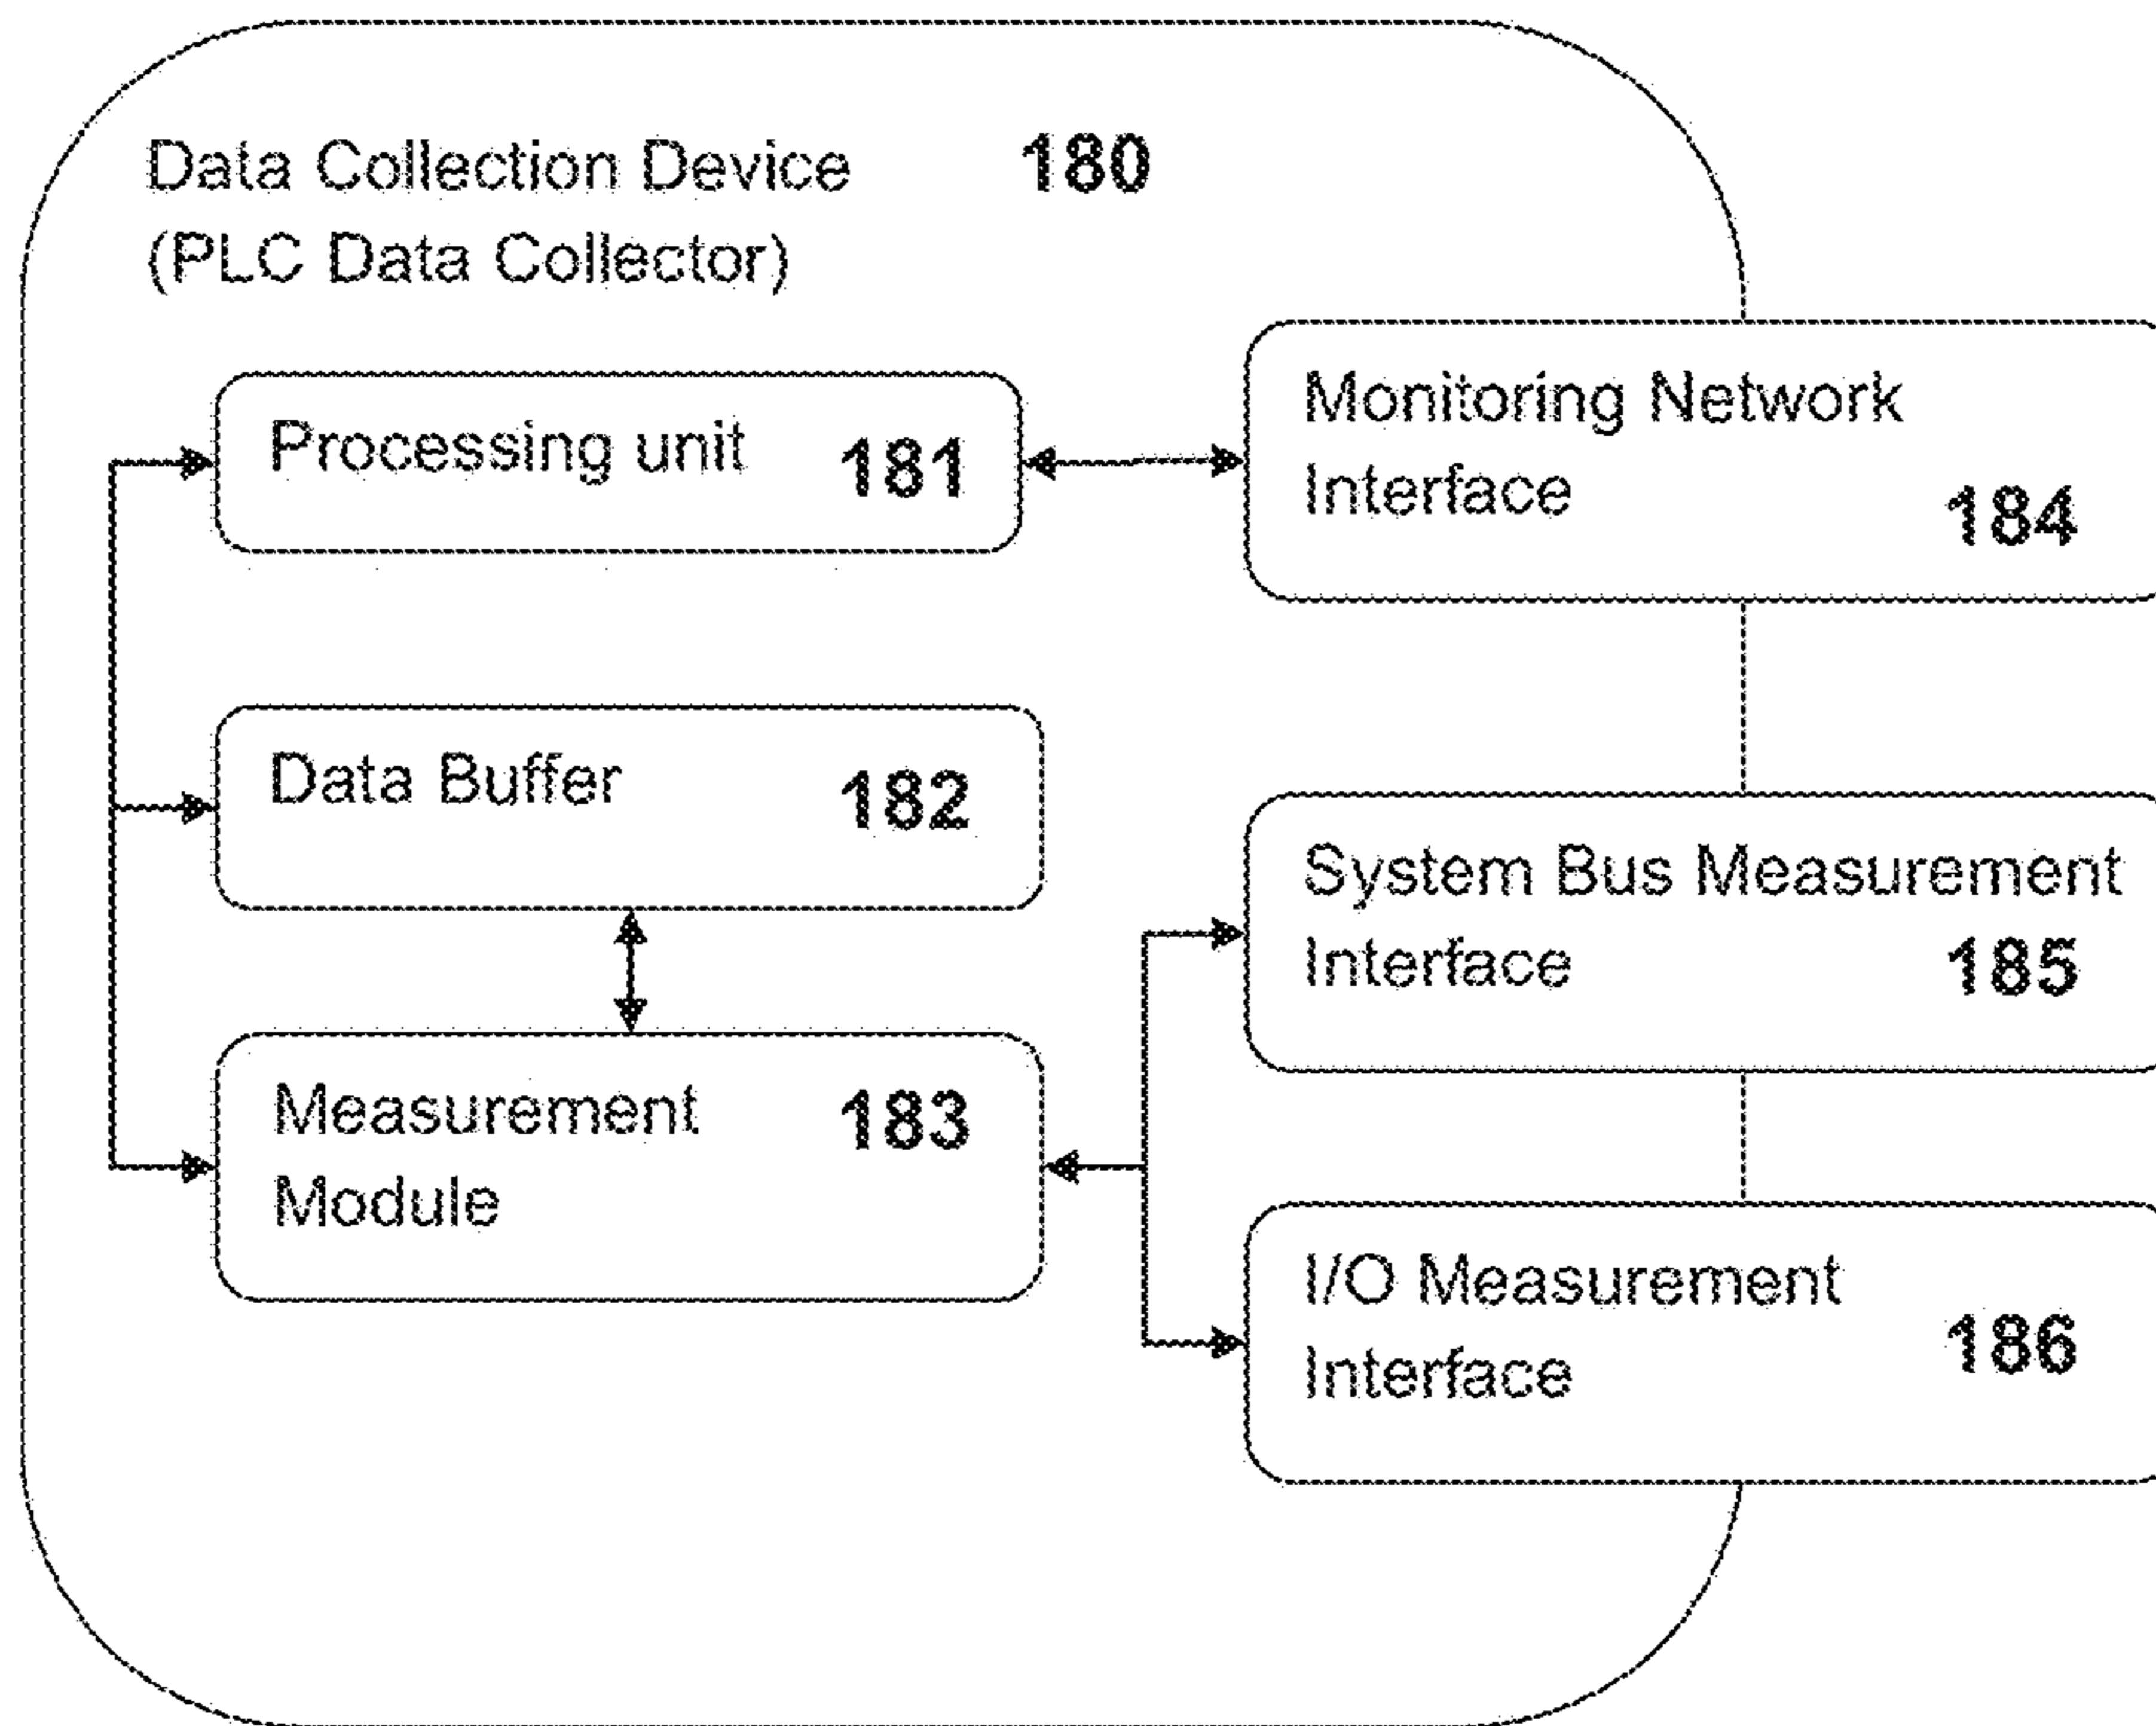 Data Collection Device 180
(PLC Data Collector)
Processing unit 181
Monitoring Network
Interface 184
Data Buffer 182
System Bus Measurement
Interface 185
Measurement 183
Module
I/O Measurement
Interface 186